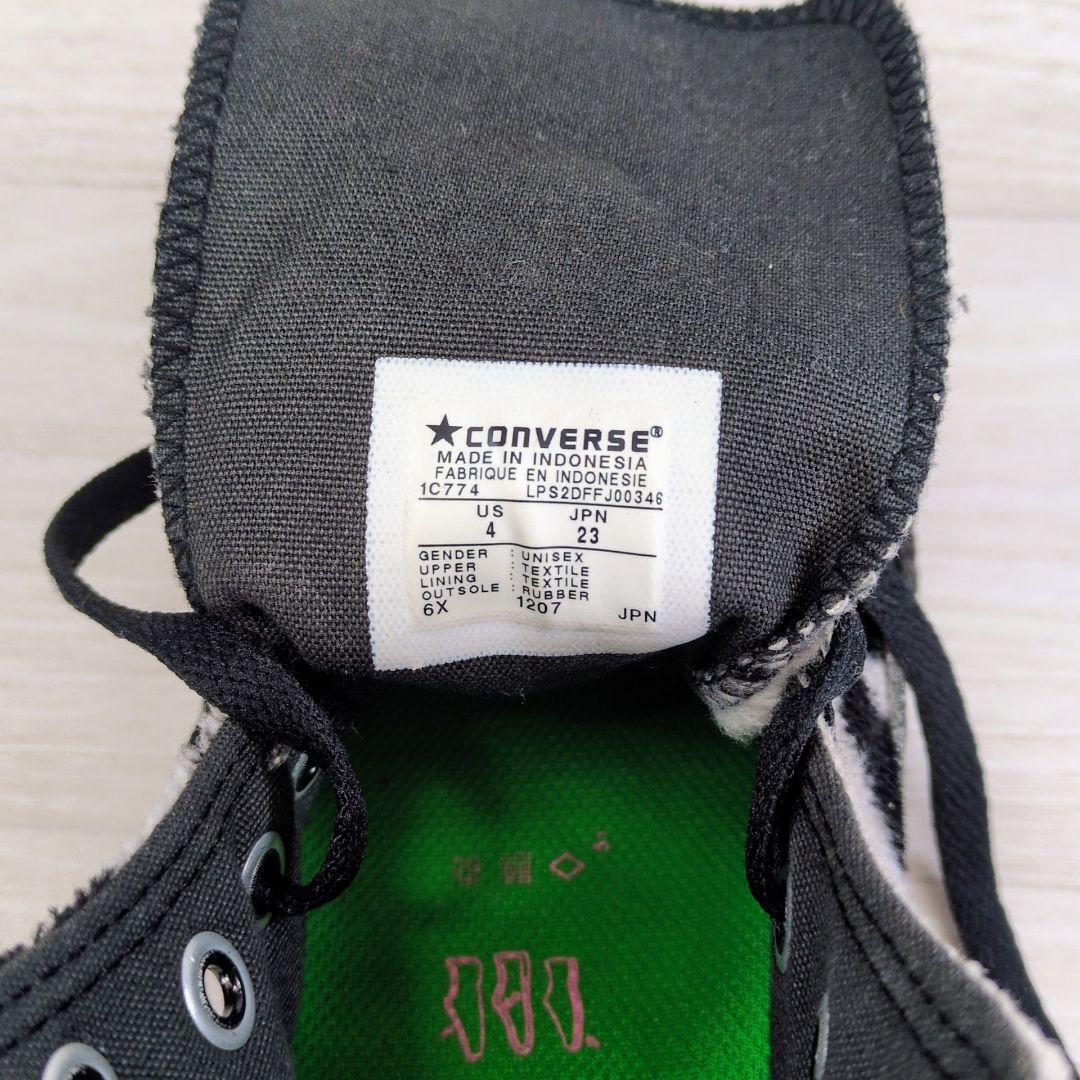 ★CONVERSE®
MADE IN INDONESIA
FABRIQUE EN INDONESIE
1C774 LPS2DFFJ00346
US JPN
4 23
GENDER : UNISEX
UPPER : TEXTILE
LINING : TEXTILE
OUTSOLE : RUBBER
6X 1207 JPN